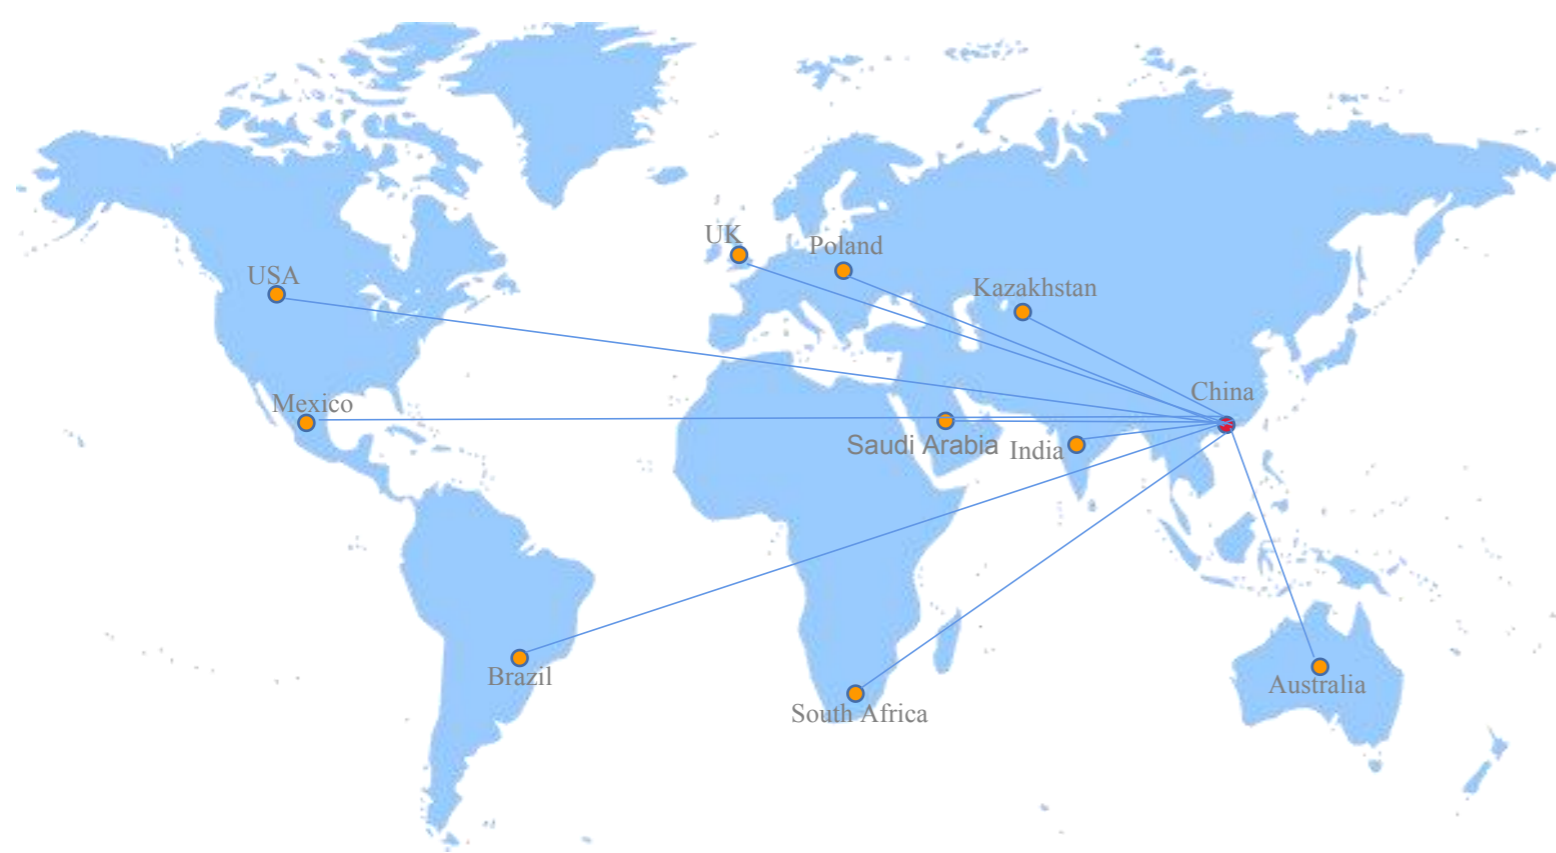 UK
Poland
USA
Kazakhstan
China
Mexico
Saudi Arabia
India
Brazil
Australia
South Africa